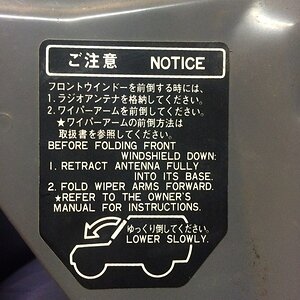 ご注意 NOTICE
フロントウインドーを前倒する時には、
1. ラジオアンテナを格納してください。
2. ワイパーアームを前倒してください。
★ワイパーアームの前倒方法は
取扱書を参照してください。
BEFORE FOLDING FRONT
WINDSHIELD DOWN:
1. RETRACT ANTENNA FULLY
INTO ITS BASE.
2. FOLD WIPER ARMS FORWARD.
★REFER TO THE OWNER'S
MANUAL FOR INSTRUCTIONS.
ゆっくり倒してください。
LOWER SLOWLY.